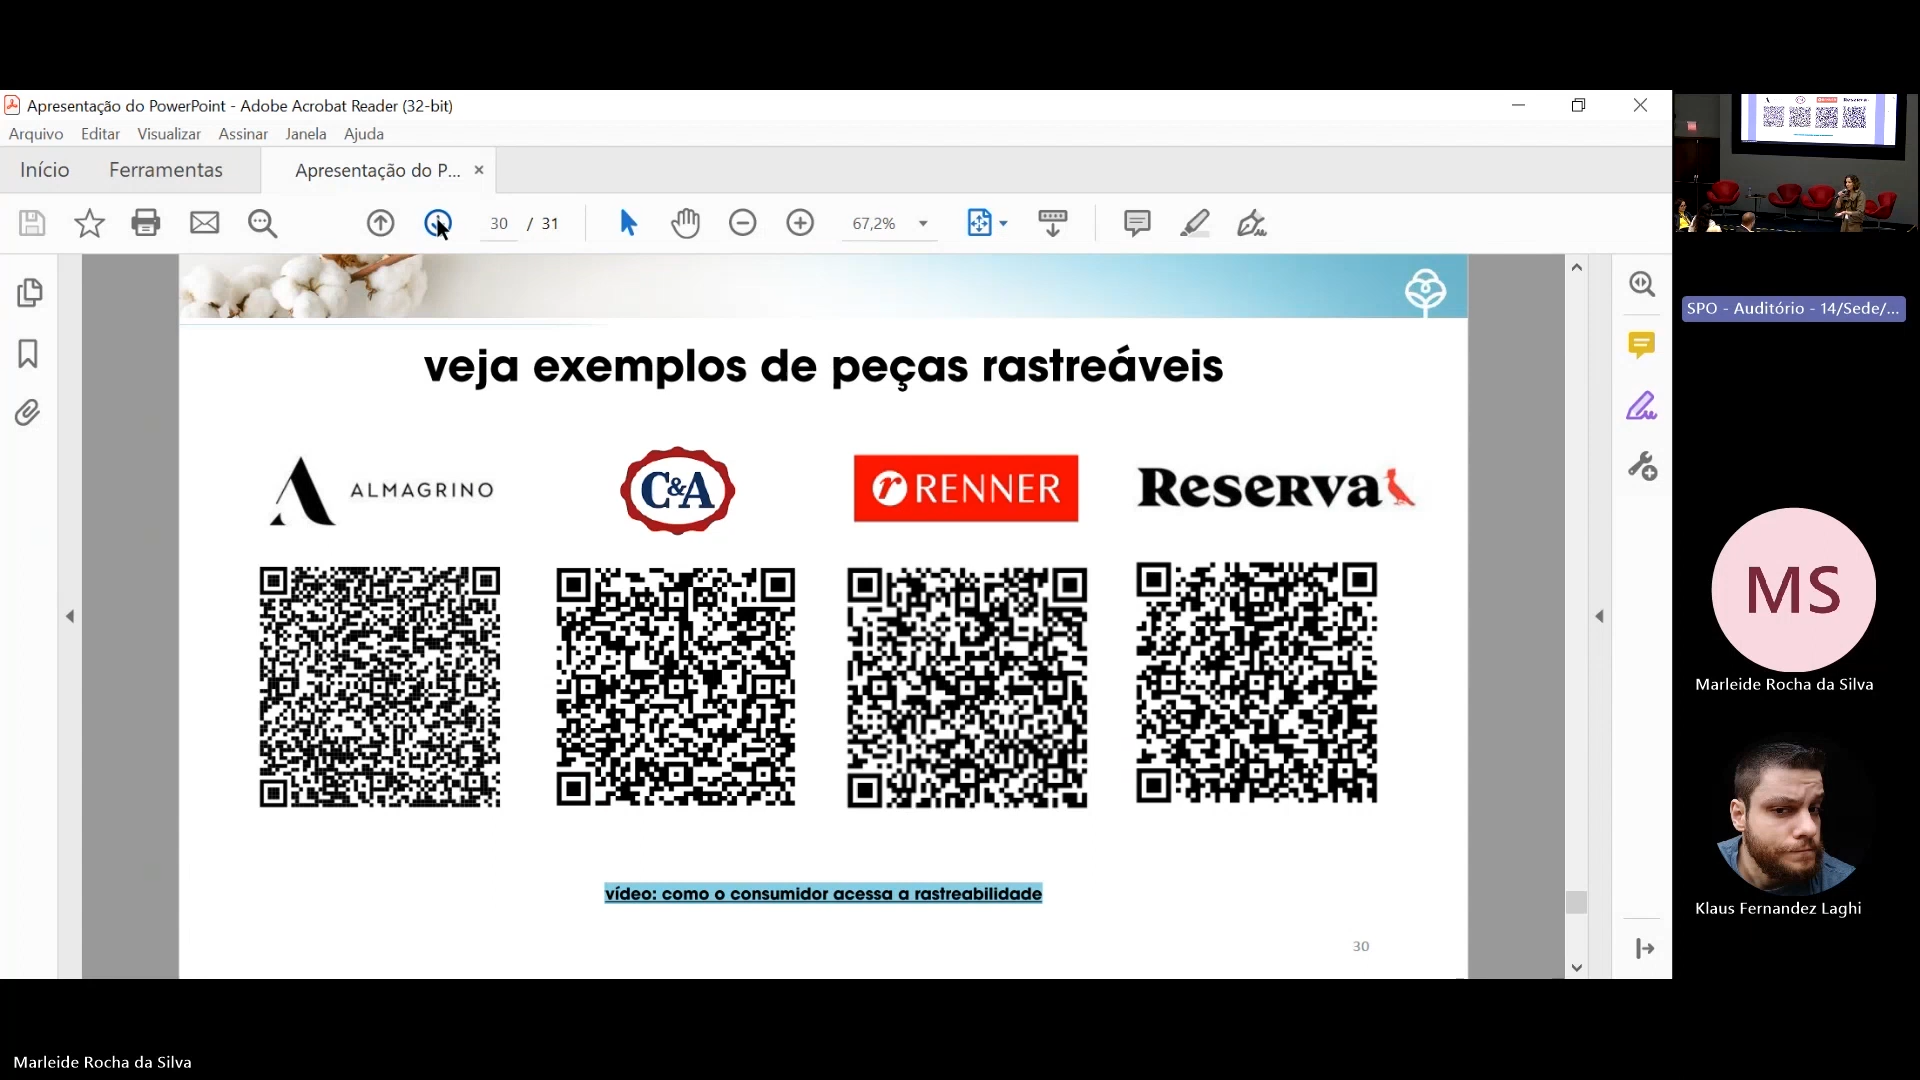 Apresentação do PowerPoint - Adobe Acrobat Reader (32-bit)
Arquivo Editar Visualizar Assinar Janela Ajuda
Início Ferramentas Apresentação do P...
30 / 31 67,2%
veja exemplos de peças rastreáveis
ALMAGRINO C&A RENNER Reserva
vídeo: como o consumidor acessa a rastreabilidade
30
SPO - Auditório - 14/Sede/...
MS
Marleide Rocha da Silva
Klaus Fernandez Laghi
Marleide Rocha da Silva